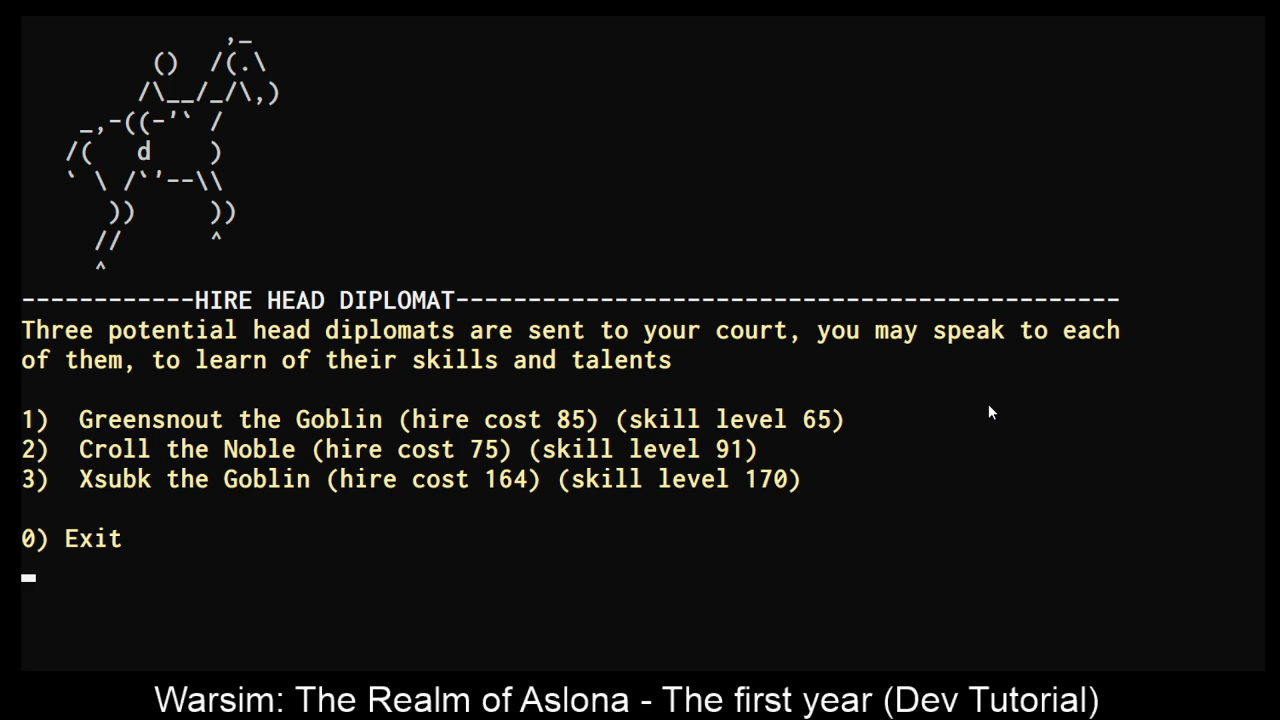 ------------HIRE HEAD DIPLOMAT----------------------------------------------
Three potential head diplomats are sent to your court, you may speak to each
of them, to learn of their skills and talents
1) Greensnout the Goblin (hire cost 85) (skill level 65)
2) Croll the Noble (hire cost 75) (skill level 91)
3) Xsubk the Goblin (hire cost 164) (skill level 170)
0) Exit
Warsim: The Realm of Aslona - The first year (Dev Tutorial)